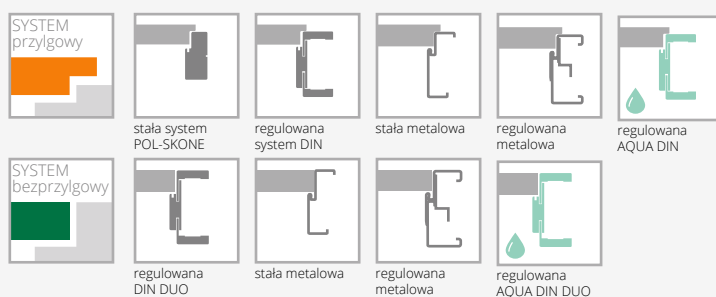 SYSTEM
przylgowy
stała system
POL-SKONE
regulowana
system DIN
stała metalowa
regulowana
metalowa
regulowana
AQUA DIN
SYSTEM
bezprzylgowy
regulowana
DIN DUO
stała metalowa
regulowana
metalowa
regulowana
AQUA DIN DUO